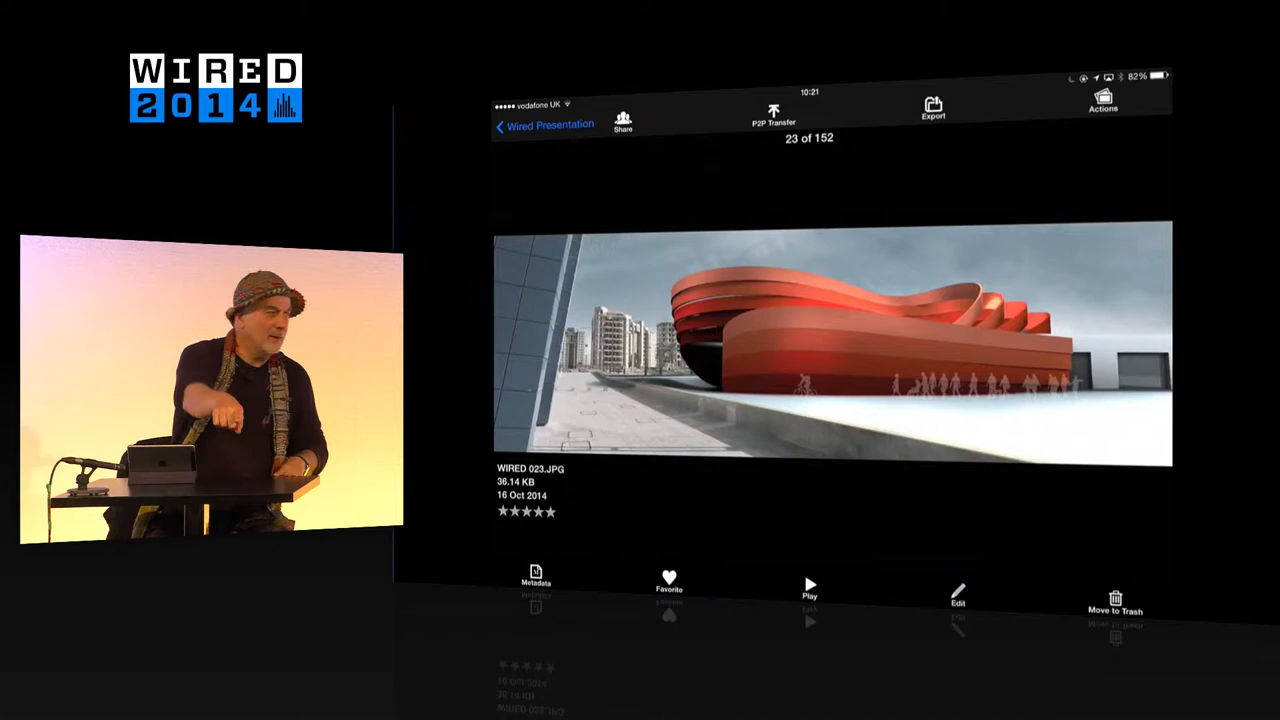 WIRED
2014
vodafone UK
10:21
82%
Wired Presentation
Share
P2P Transfer
Export
Actions
23 of 152
WIRED 023.JPG
36.14 KB
16 Oct 2014
Metadata
Favorite
Play
Edit
Move to Trash